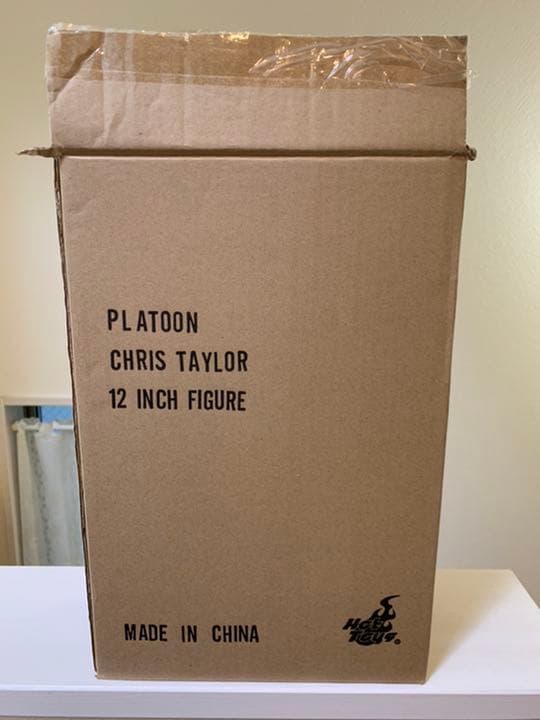 PLATOON
CHRIS TAYLOR
12 INCH FIGURE
MADE IN CHINA
Hot
Toys